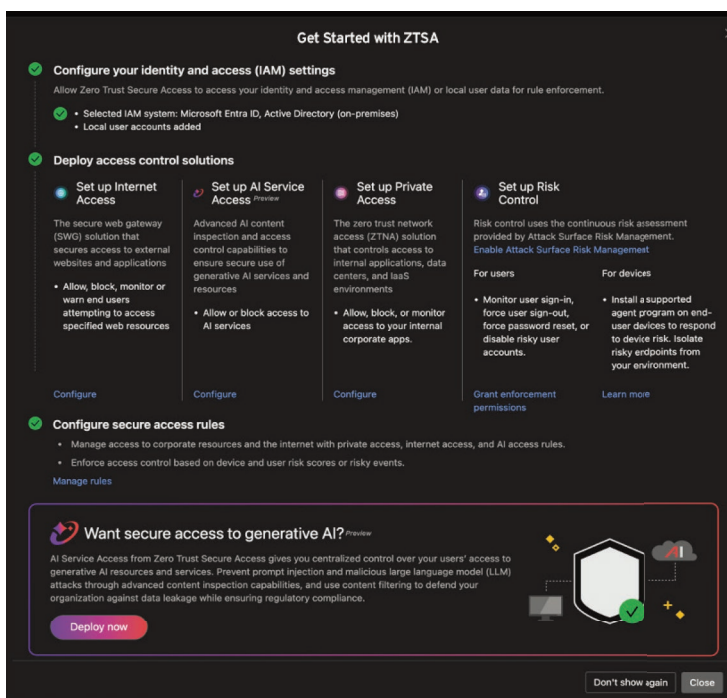 Get Started with ZTSA
Configure your identity and access (IAM) settings
Allow Zero Trust Secure Access to access your identity and access management (IAM) or local user data for rule enforcement.
• Selected IAM system: Microsoft Entra ID, Active Directory (on-premises)
• Local user accounts added
Deploy access control solutions
Set up Internet
Access
The secure web gateway
(SWG) solution that
secures access to external
websites and applications
• Allow, block, monitor or
warn end users
attempting to access
specified web resources
Configure
Set up AI Service
Access Preview
Advanced AI content
inspection and access
control capabilities to
ensure secure use of
generative AI services and
resources
• Allow or block access to
AI services
Configure
Set up Private
Access
The zero trust network
access (ZTNA) solution
that controls access to
internal applications, data
centers, and IaaS
environments
• Allow, block, or monitor
access to your internal
corporate apps.
Configure
Set up Risk
Control
Risk control uses the continuous risk assessment
provided by Attack Surface Risk Management.
Enable Attack Surface Risk Management
For users
• Monitor user sign-in,
force user sign-out,
force password reset, or
disable risky user
accounts.
Grant enforcement
permissions
For devices
• Install a supported
agent program on end-
user devices to respond
to device risk. Isolate
risky endpoints from
your environment.
Learn more
Configure secure access rules
• Manage access to corporate resources and the internet with private access, internet access, and AI access rules.
• Enforce access control based on device and user risk scores or risky events.
Manage rules
Want secure access to generative AI? Preview
AI Service Access from Zero Trust Secure Access gives you centralized control over your users' access to
generative AI resources and services. Prevent prompt injection and malicious large language model (LLM)
attacks through advanced content inspection capabilities, and use content filtering to defend your
organization against data leakage while ensuring regulatory compliance.
AI
Deploy now
Don't show again
Close